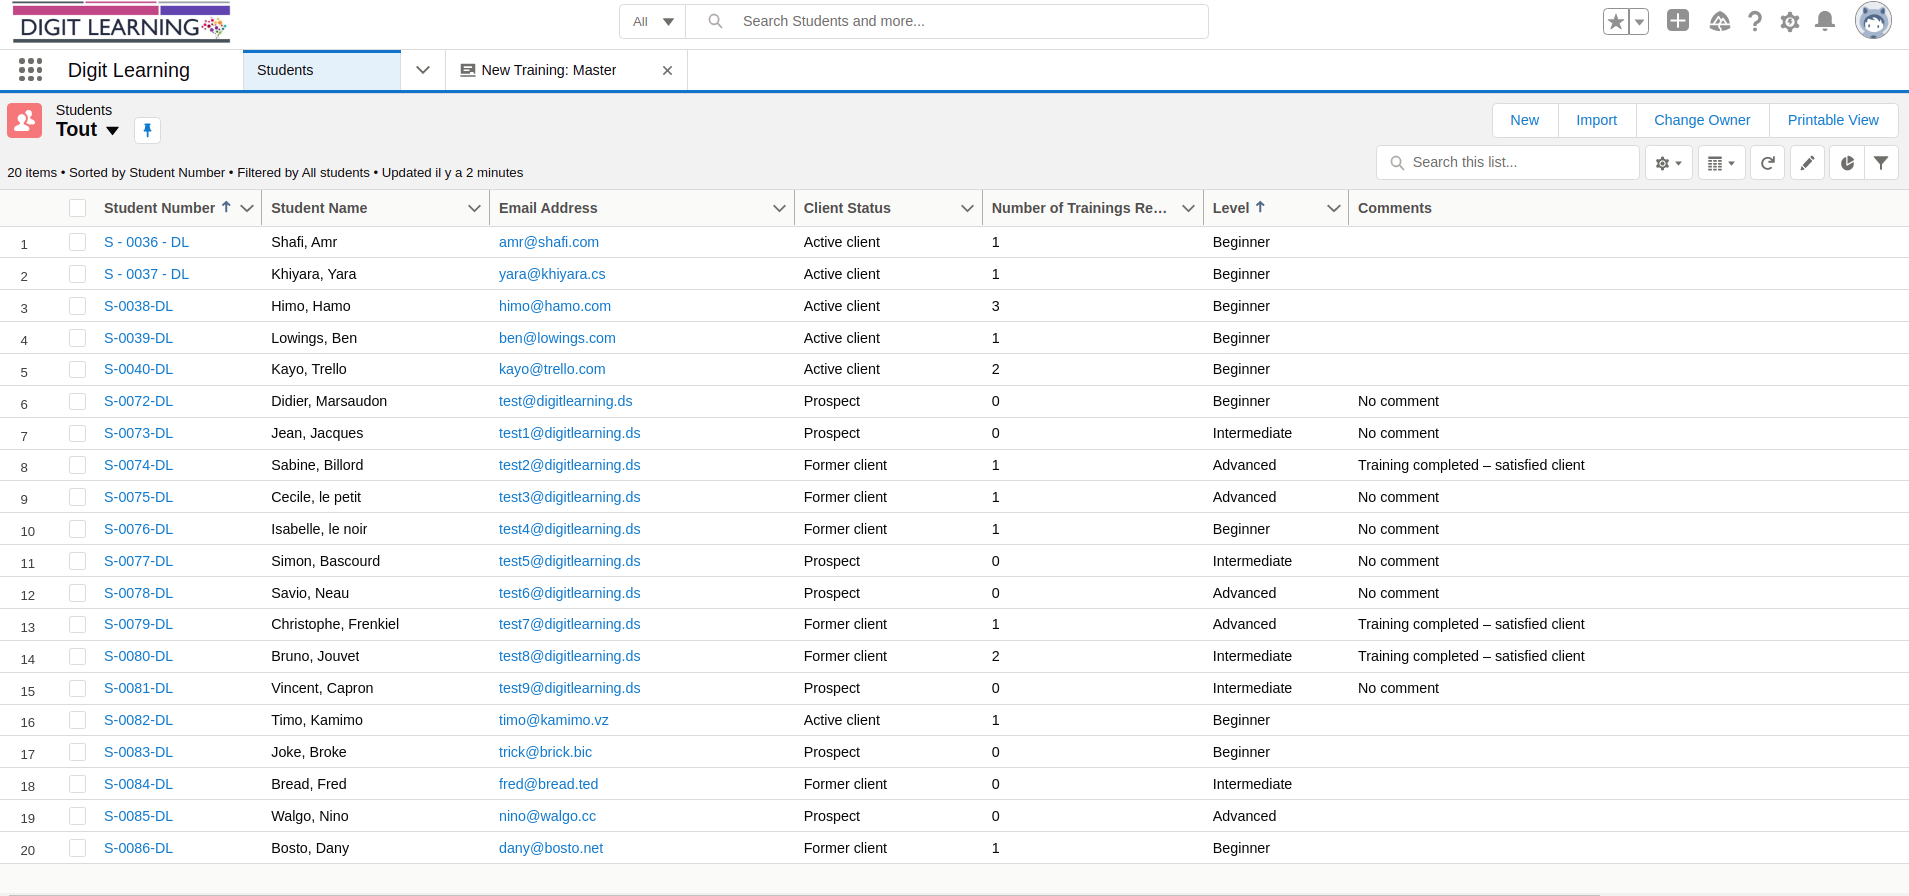 DIGIT LEARNING
All
Search Students and more...
Digit Learning
Students
New Training: Master
Students
Tout
New
Import
Change Owner
Printable View
20 items • Sorted by Student Number • Filtered by All students • Updated il y a 2 minutes
Search this list...
Student Number Student Name Email Address Client Status Number of Trainings Re... Level Comments
1 S - 0036 - DL Shafi, Amr amr@shafi.com Active client 1 Beginner
2 S - 0037 - DL Khiyara, Yara yara@khiyara.cs Active client 1 Beginner
3 S-0038-DL Himo, Hamo himo@hamo.com Active client 3 Beginner
4 S-0039-DL Lowings, Ben ben@lowings.com Active client 1 Beginner
5 S-0040-DL Kayo, Trello kayo@trello.com Active client 2 Beginner
6 S-0072-DL Didier, Marsaudon test@digitlearning.ds Prospect 0 Beginner No comment
7 S-0073-DL Jean, Jacques test1@digitlearning.ds Prospect 0 Intermediate No comment
8 S-0074-DL Sabine, Billord test2@digitlearning.ds Former client 1 Advanced Training completed – satisfied client
9 S-0075-DL Cecile, le petit test3@digitlearning.ds Former client 1 Advanced No comment
10 S-0076-DL Isabelle, le noir test4@digitlearning.ds Former client 1 Beginner No comment
11 S-0077-DL Simon, Bascourd test5@digitlearning.ds Prospect 0 Intermediate No comment
12 S-0078-DL Savio, Neau test6@digitlearning.ds Prospect 0 Advanced No comment
13 S-0079-DL Christophe, Frenkiel test7@digitlearning.ds Former client 1 Advanced Training completed – satisfied client
14 S-0080-DL Bruno, Jouvet test8@digitlearning.ds Former client 2 Intermediate Training completed – satisfied client
15 S-0081-DL Vincent, Capron test9@digitlearning.ds Prospect 0 Intermediate No comment
16 S-0082-DL Timo, Kamimo timo@kamimo.vz Active client 1 Beginner
17 S-0083-DL Joke, Broke trick@brick.bic Prospect 0 Beginner
18 S-0084-DL Bread, Fred fred@bread.ted Former client 0 Intermediate
19 S-0085-DL Walgo, Nino nino@walgo.cc Prospect 0 Advanced
20 S-0086-DL Bosto, Dany dany@bosto.net Former client 1 Beginner